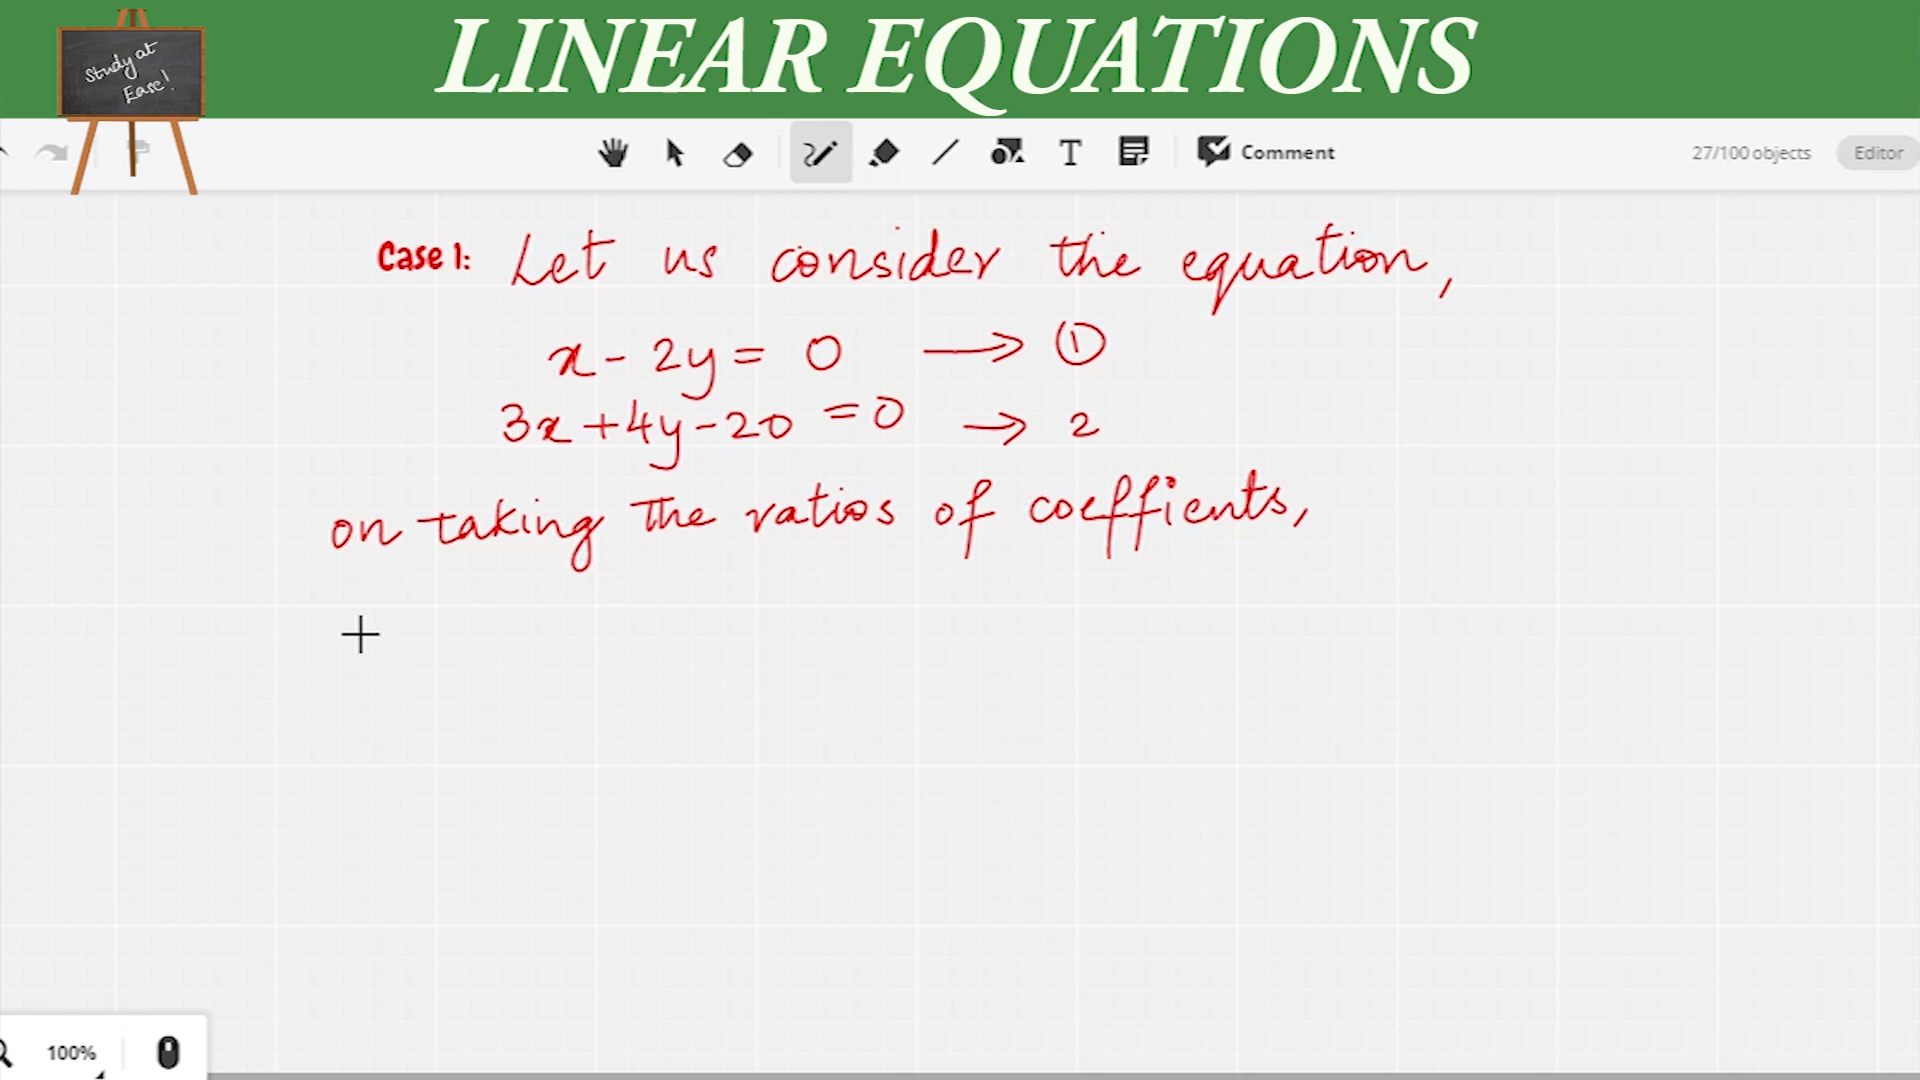 LINEAR EQUATIONS
Study at
Ease!
Comment
27/100 objects
Editor
Case 1: Let us consider the equation,
x - 2y = 0 → ①
3x + 4y - 20 = 0 → 2
on taking the ratios of coefficients,
100%